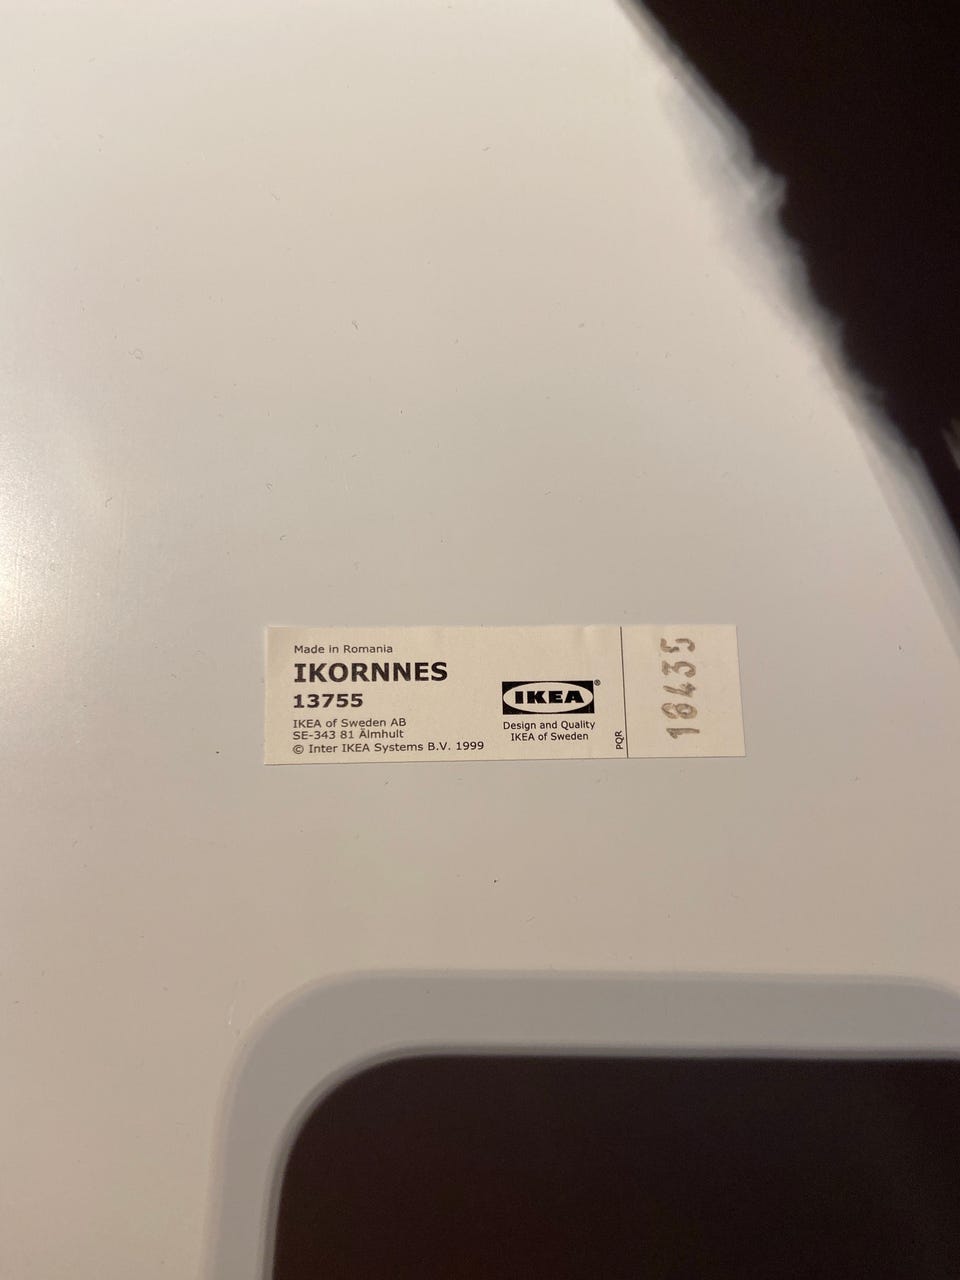 Made in Romania
IKORNNES
13755
IKEA of Sweden AB
SE-343 81 Älmhult
© Inter IKEA Systems B.V. 1999
IKEA®
Design and Quality
IKEA of Sweden
PQR
18435